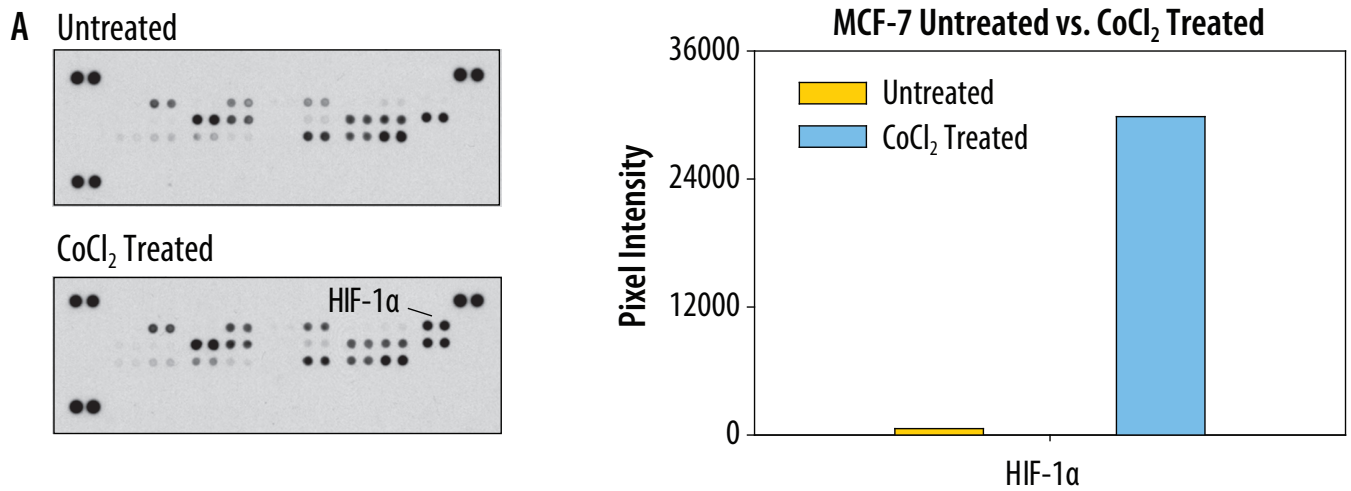 A
Untreated
CoCl₂ Treated
HIF-1α
MCF-7 Untreated vs. CoCl₂ Treated
36000
24000
12000
0
Pixel Intensity
Untreated
CoCl₂ Treated
HIF-1α